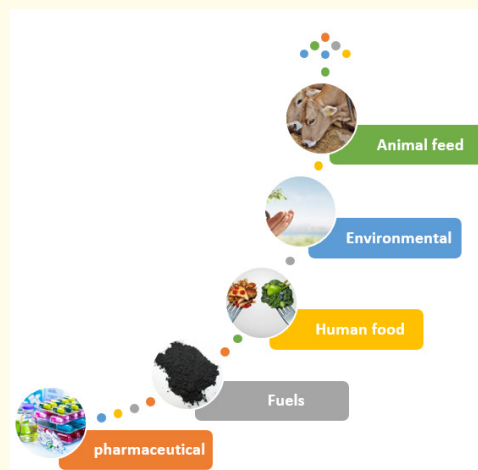 Animal feed
Environmental
Human food
Fuels
pharmaceutical